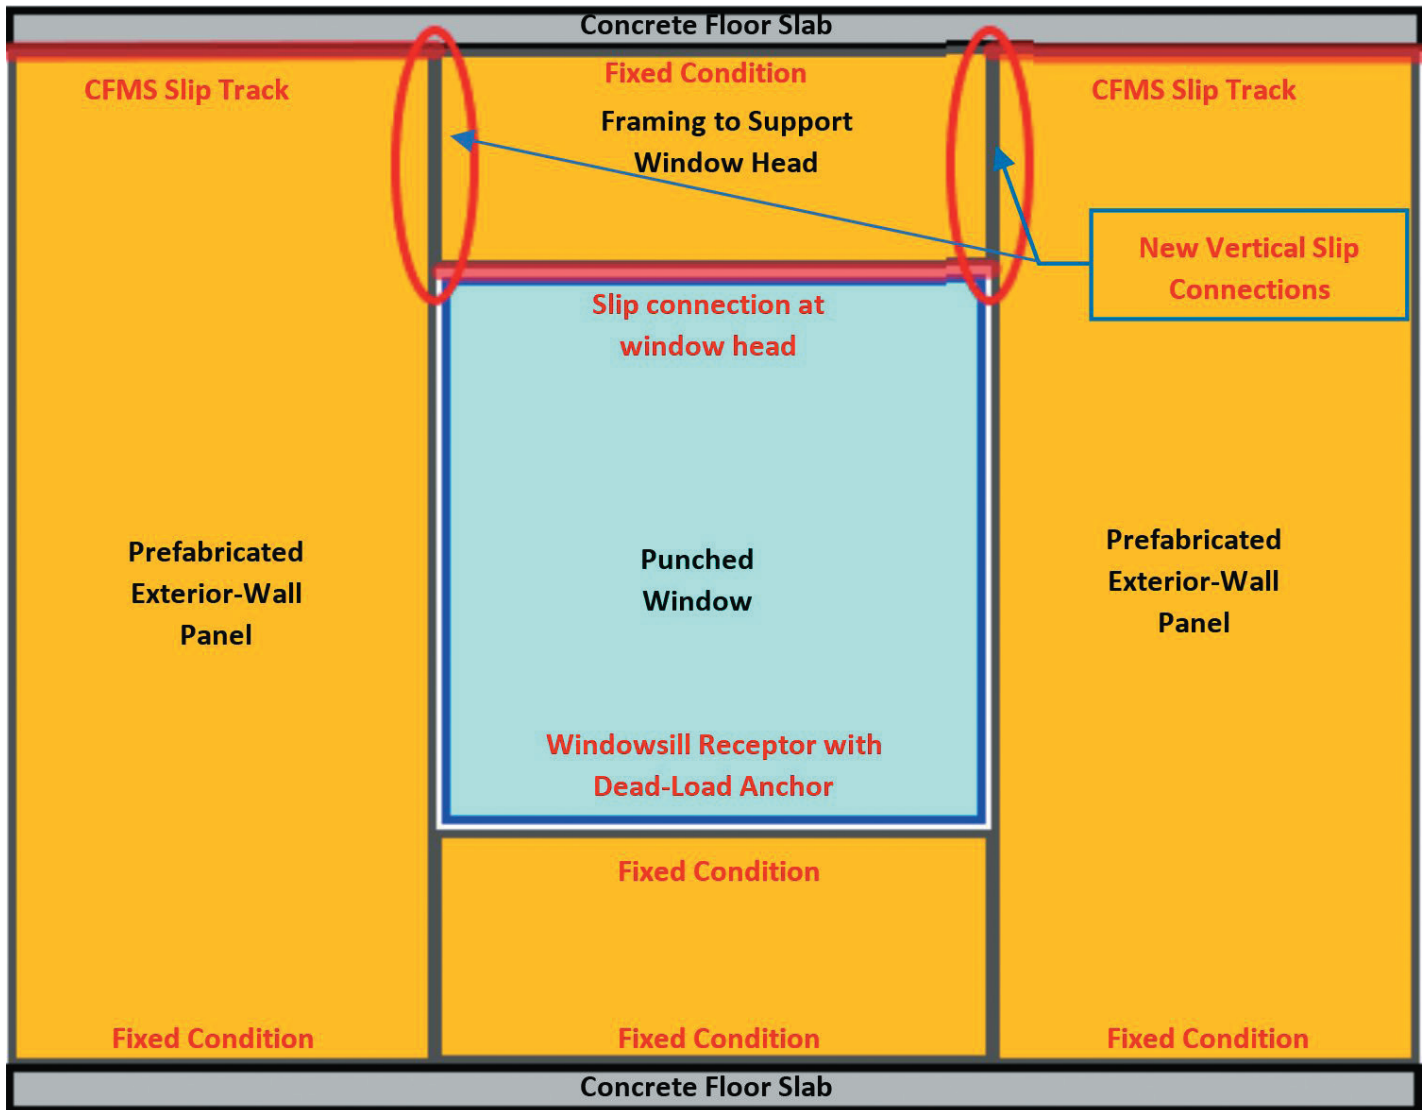 Concrete Floor Slab
CFMS Slip Track
Fixed Condition
CFMS Slip Track
Framing to Support
Window Head
New Vertical Slip
Connections
Slip connection at
window head
Prefabricated
Exterior-Wall
Panel
Punched
Window
Prefabricated
Exterior-Wall
Panel
Windowsill Receptor with
Dead-Load Anchor
Fixed Condition
Fixed Condition
Fixed Condition
Fixed Condition
Concrete Floor Slab